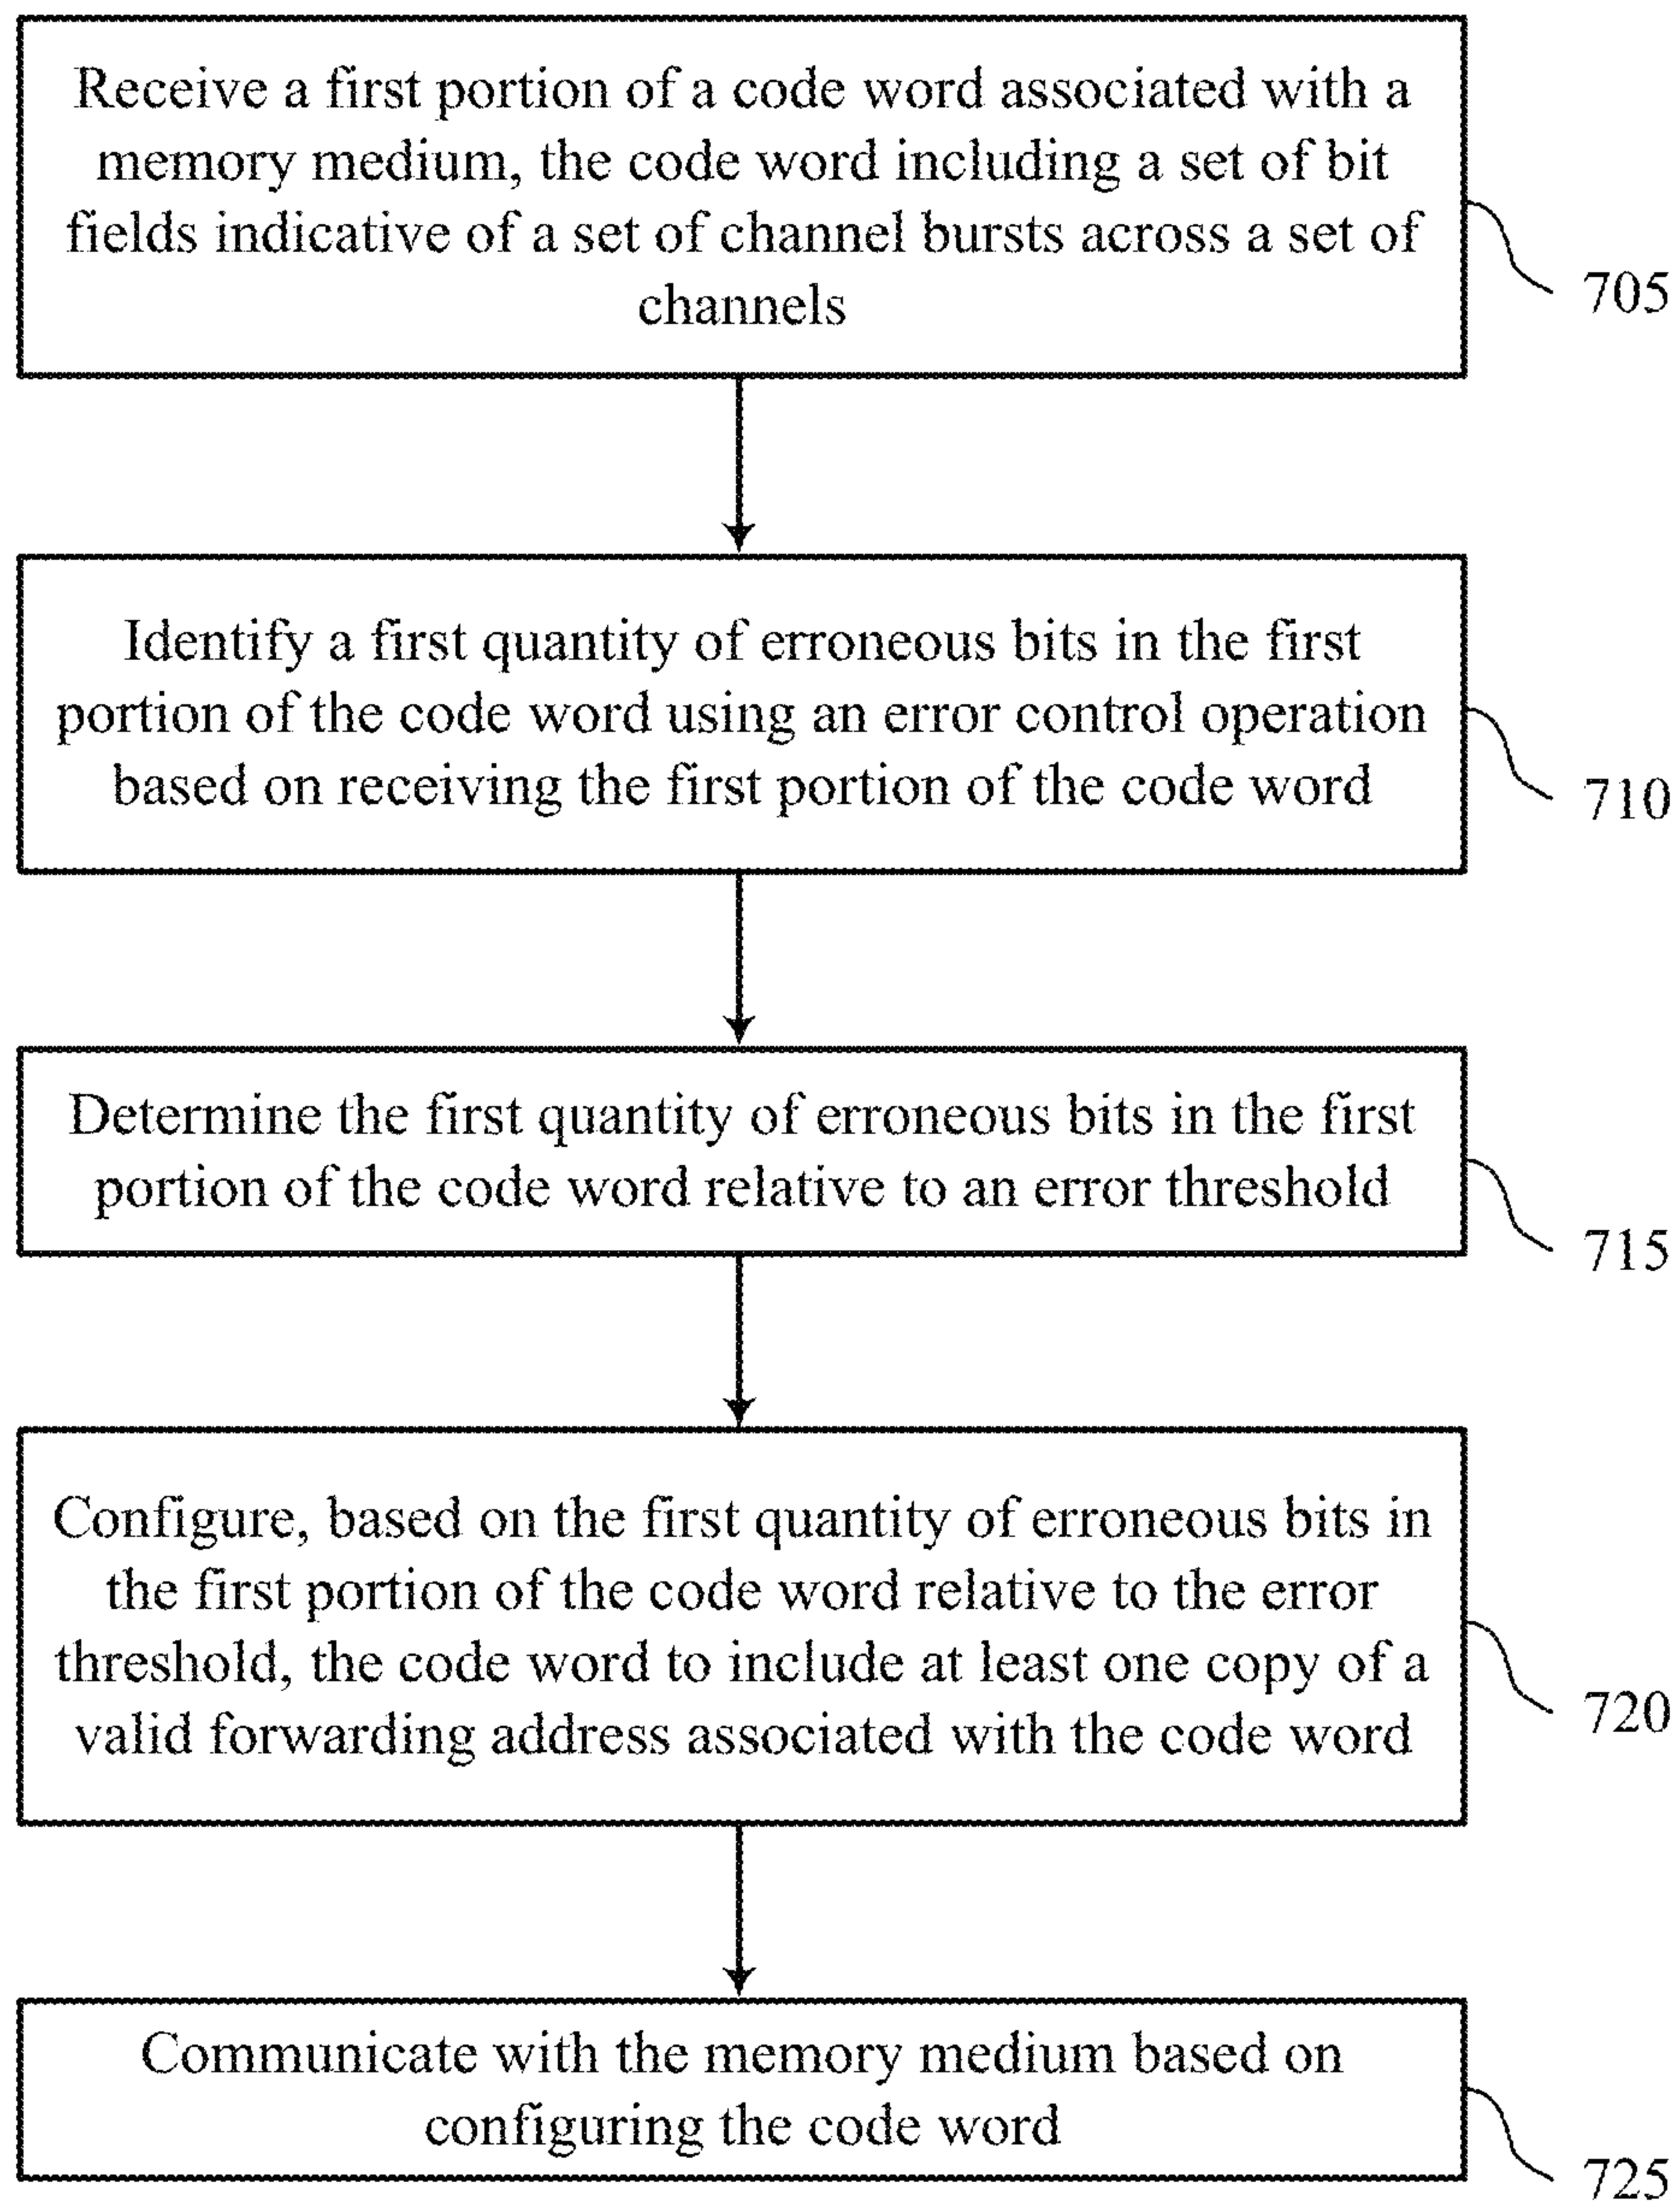 Receive a first portion of a code word associated with a
memory medium, the code word including a set of bit
fields indicative of a set of channel bursts across a set of
channels
705
Identify a first quantity of erroneous bits in the first
portion of the code word using an error control operation
based on receiving the first portion of the code word
710
Determine the first quantity of erroneous bits in the first
portion of the code word relative to an error threshold
715
Configure, based on the first quantity of erroneous bits in
the first portion of the code word relative to the error
threshold, the code word to include at least one copy of a
valid forwarding address associated with the code word
720
Communicate with the memory medium based on
configuring the code word
725